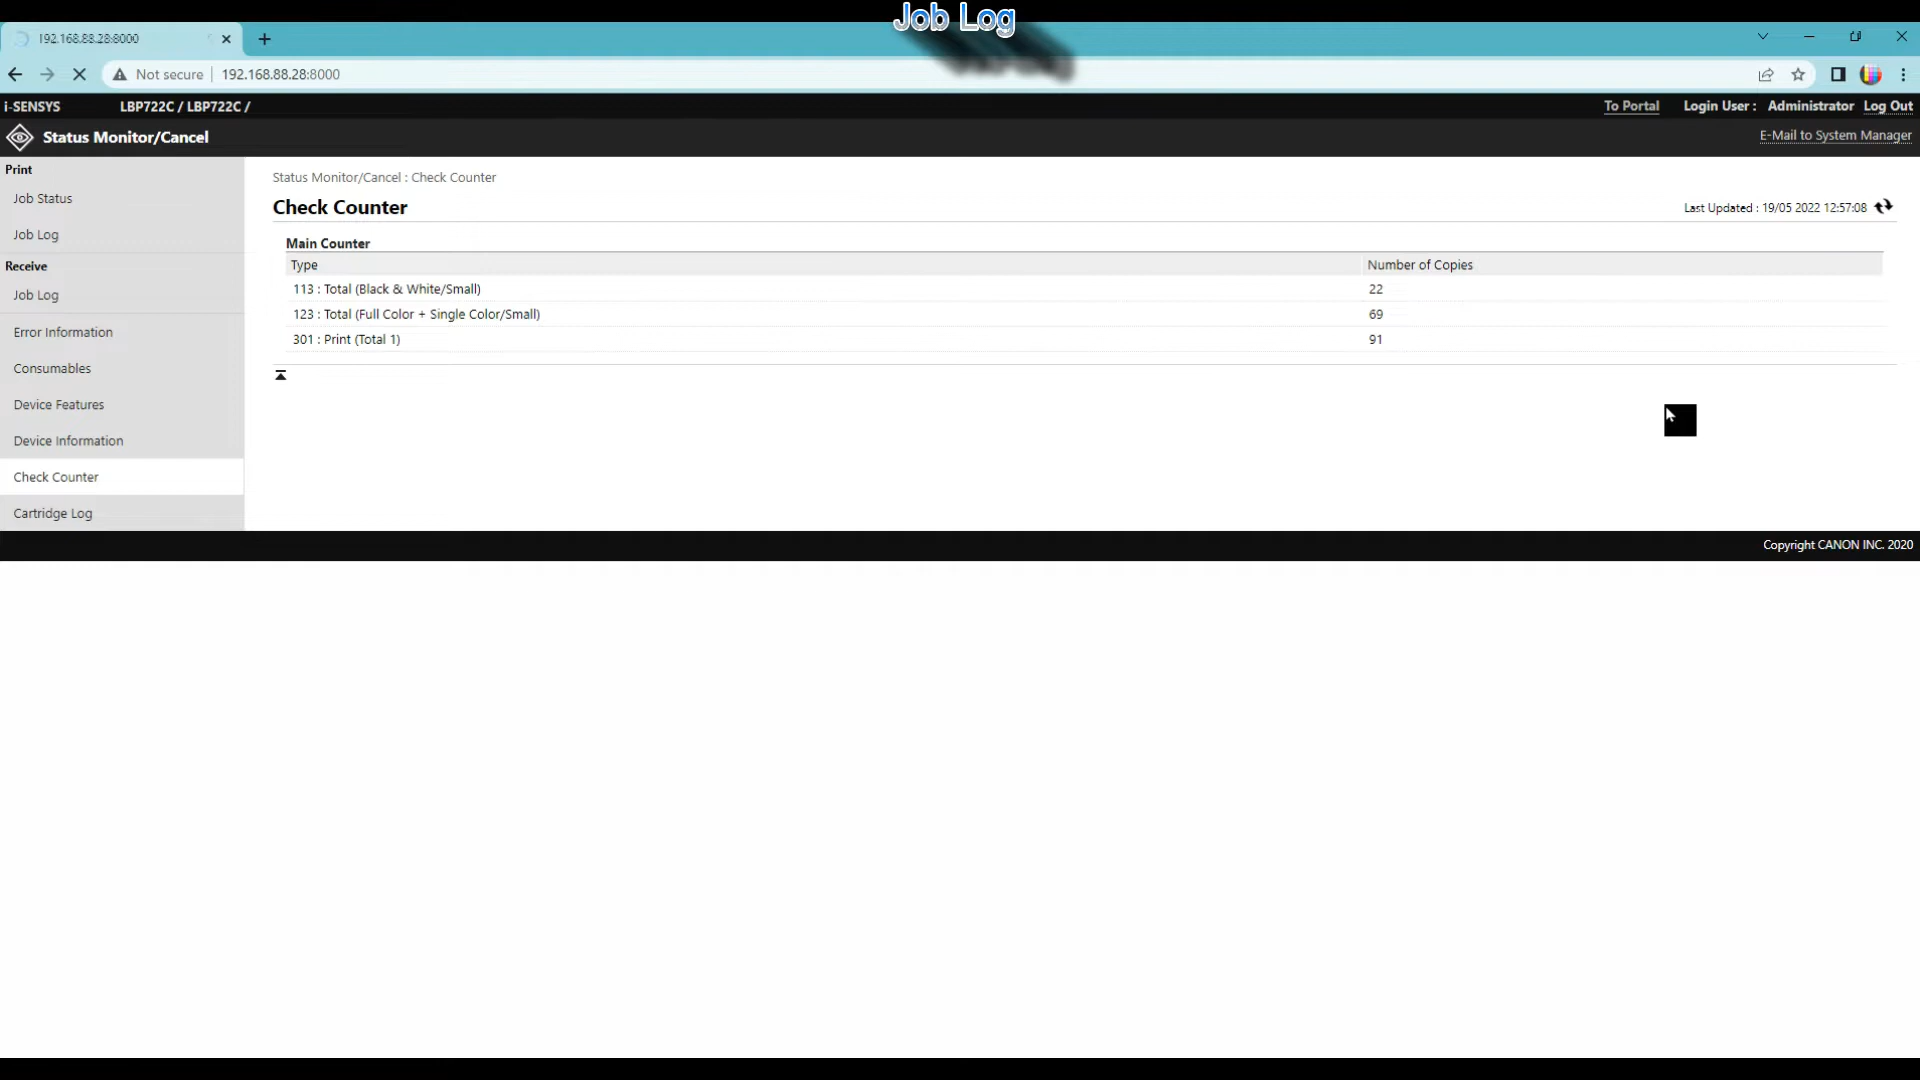 Job Log
192.168.88.28:8000
Not secure 192.168.88.28:8000
i-SENSYS LBP722C / LBP722C / To Portal Login User : Administrator Log Out
Status Monitor/Cancel E-Mail to System Manager
Print
Job Status
Job Log
Receive
Job Log
Error Information
Consumables
Device Features
Device Information
Check Counter
Cartridge Log
Status Monitor/Cancel : Check Counter
Check Counter Last Updated : 19/05 2022 12:57:08
Main Counter
Type Number of Copies
113 : Total (Black & White/Small) 22
123 : Total (Full Color + Single Color/Small) 69
301 : Print (Total 1) 91
Copyright CANON INC. 2020